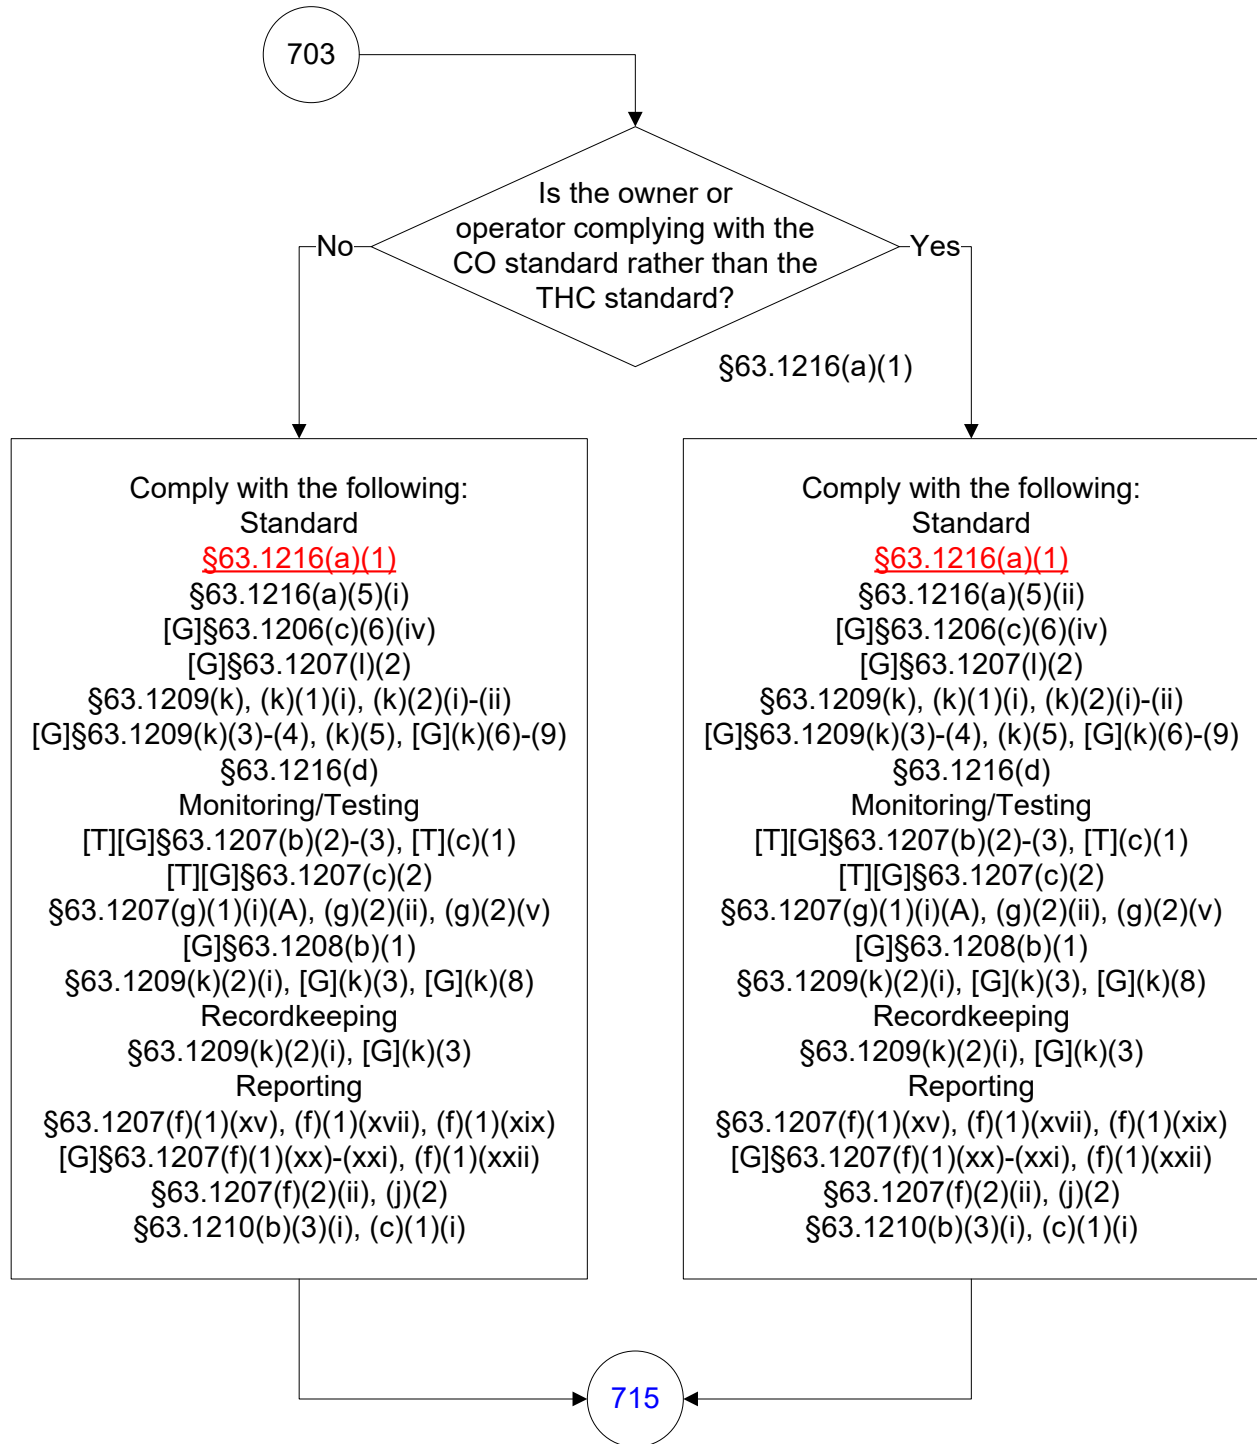 703
Is the owner or
operator complying with the
CO standard rather than the
THC standard?
No
Yes
§63.1216(a)(1)
Comply with the following:
Standard
§63.1216(a)(1)
§63.1216(a)(5)(i)
[G]§63.1206(c)(6)(iv)
[G]§63.1207(l)(2)
§63.1209(k), (k)(1)(i), (k)(2)(i)-(ii)
[G]§63.1209(k)(3)-(4), (k)(5), [G](k)(6)-(9)
§63.1216(d)
Monitoring/Testing
[T][G]§63.1207(b)(2)-(3), [T](c)(1)
[T][G]§63.1207(c)(2)
§63.1207(g)(1)(i)(A), (g)(2)(ii), (g)(2)(v)
[G]§63.1208(b)(1)
§63.1209(k)(2)(i), [G](k)(3), [G](k)(8)
Recordkeeping
§63.1209(k)(2)(i), [G](k)(3)
Reporting
§63.1207(f)(1)(xv), (f)(1)(xvii), (f)(1)(xix)
[G]§63.1207(f)(1)(xx)-(xxi), (f)(1)(xxii)
§63.1207(f)(2)(ii), (j)(2)
§63.1210(b)(3)(i), (c)(1)(i)
Comply with the following:
Standard
§63.1216(a)(1)
§63.1216(a)(5)(ii)
[G]§63.1206(c)(6)(iv)
[G]§63.1207(l)(2)
§63.1209(k), (k)(1)(i), (k)(2)(i)-(ii)
[G]§63.1209(k)(3)-(4), (k)(5), [G](k)(6)-(9)
§63.1216(d)
Monitoring/Testing
[T][G]§63.1207(b)(2)-(3), [T](c)(1)
[T][G]§63.1207(c)(2)
§63.1207(g)(1)(i)(A), (g)(2)(ii), (g)(2)(v)
[G]§63.1208(b)(1)
§63.1209(k)(2)(i), [G](k)(3), [G](k)(8)
Recordkeeping
§63.1209(k)(2)(i), [G](k)(3)
Reporting
§63.1207(f)(1)(xv), (f)(1)(xvii), (f)(1)(xix)
[G]§63.1207(f)(1)(xx)-(xxi), (f)(1)(xxii)
§63.1207(f)(2)(ii), (j)(2)
§63.1210(b)(3)(i), (c)(1)(i)
715